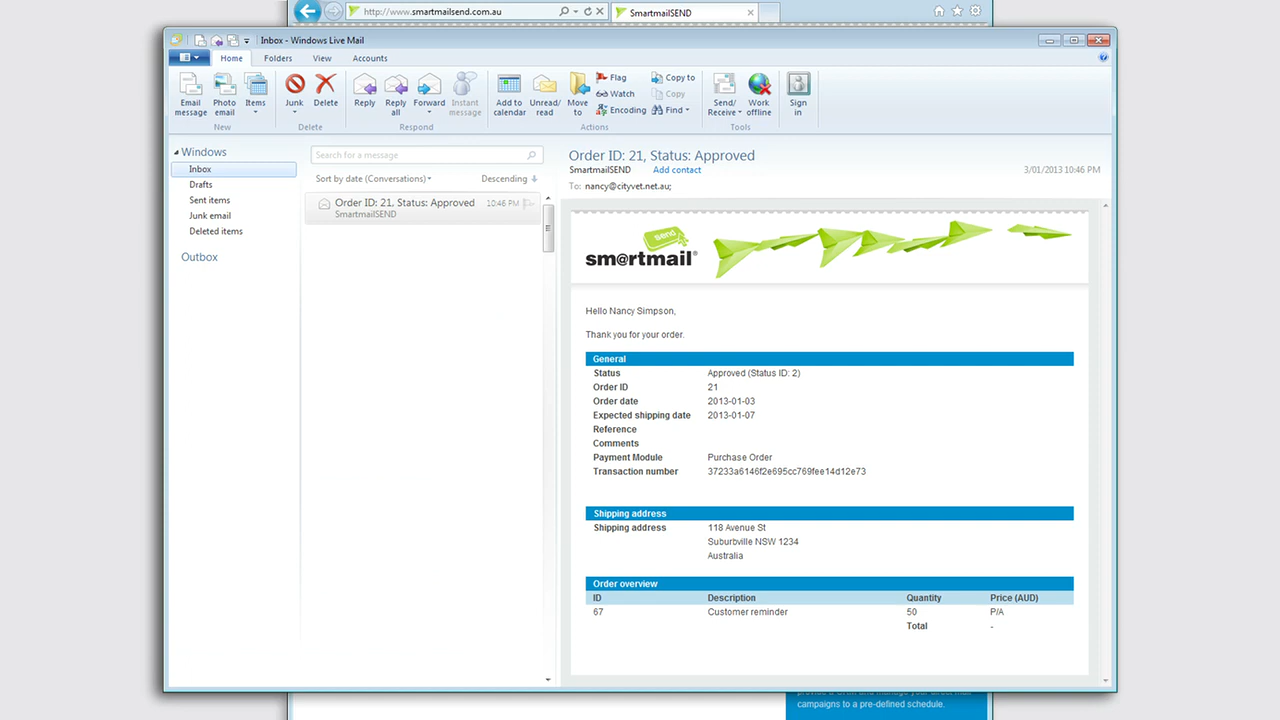 http://www.smartmailsend.com.au
SmartmailSEND
Inbox - Windows Live Mail
Home Folders View Accounts
Email message
Photo email
Items
Junk
Delete
Reply
Reply all
Forward
Instant message
Add to calendar
Unread/ read
Move to
Flag
Watch
Encoding
Copy to
Copy
Find
Send/ Receive
Work offline
Sign in
New Delete Respond Actions Tools
Windows
Inbox
Drafts
Sent items
Junk email
Deleted items
Outbox
Search for a message
Sort by date (Conversations) Descending
Order ID: 21, Status: Approved 10:46 PM
SmartmailSEND
Order ID: 21, Status: Approved
SmartmailSEND Add contact 3/01/2013 10:46 PM
To: nancy@cityvet.net.au;
send
sm@rtmail®
Hello Nancy Simpson,
Thank you for your order.
General
Status Approved (Status ID: 2)
Order ID 21
Order date 2013-01-03
Expected shipping date 2013-01-07
Reference
Comments
Payment Module Purchase Order
Transaction number 37233a6146f2e695cc769fee14d12e73
Shipping address
Shipping address 118 Avenue St
Suburbville NSW 1234
Australia
Order overview
ID Description Quantity Price (AUD)
67 Customer reminder 50 P/A
Total -
campaigns to a pre-defined schedule.